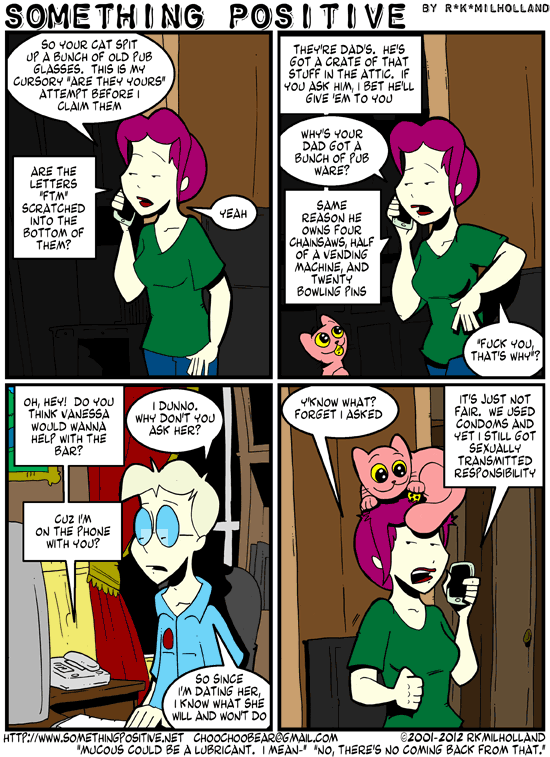 SOMETHING POSITIVE BY R*K*MILHOLLAND
SO YOUR CAT SPIT
UP A BUNCH OF OLD PUB
GLASSES. THIS IS MY
CURSORY "ARE THEY YOURS"
ATTEMPT BEFORE I
CLAIM THEM
ARE THE
LETTERS
"FTM"
SCRATCHED
INTO THE
BOTTOM OF
THEM?
YEAH
THEY'RE DAD'S. HE'S
GOT A CRATE OF THAT
STUFF IN THE ATTIC. IF
YOU ASK HIM, I BET HE'LL
GIVE 'EM TO YOU
WHY'S YOUR
DAD GOT A
BUNCH OF PUB
WARE?
SAME
REASON HE
OWNS FOUR
CHAINSAWS, HALF
OF A VENDING
MACHINE, AND
TWENTY
BOWLING PINS
"FUCK YOU,
THAT'S WHY"?
OH, HEY! DO YOU
THINK VANESSA
WOULD WANNA
HELP WITH THE
BAR?
I DUNNO.
WHY DON'T YOU
ASK HER?
CUZ I'M
ON THE PHONE
WITH YOU?
SO SINCE
I'M DATING HER,
I KNOW WHAT SHE
WILL AND WON'T DO
Y'KNOW WHAT?
FORGET I ASKED
IT'S JUST NOT
FAIR. WE USED
CONDOMS AND
YET I STILL GOT
SEXUALLY
TRANSMITTED
RESPONSIBILITY
HTTP://WWW.SOMETHINGPOSITIVE.NET CHOOCHOOBEAR@GMAIL.COM ©2001-2012 RKMILHOLLAND
"MUCOUS COULD BE A LUBRICANT. I MEAN-" "NO, THERE'S NO COMING BACK FROM THAT."